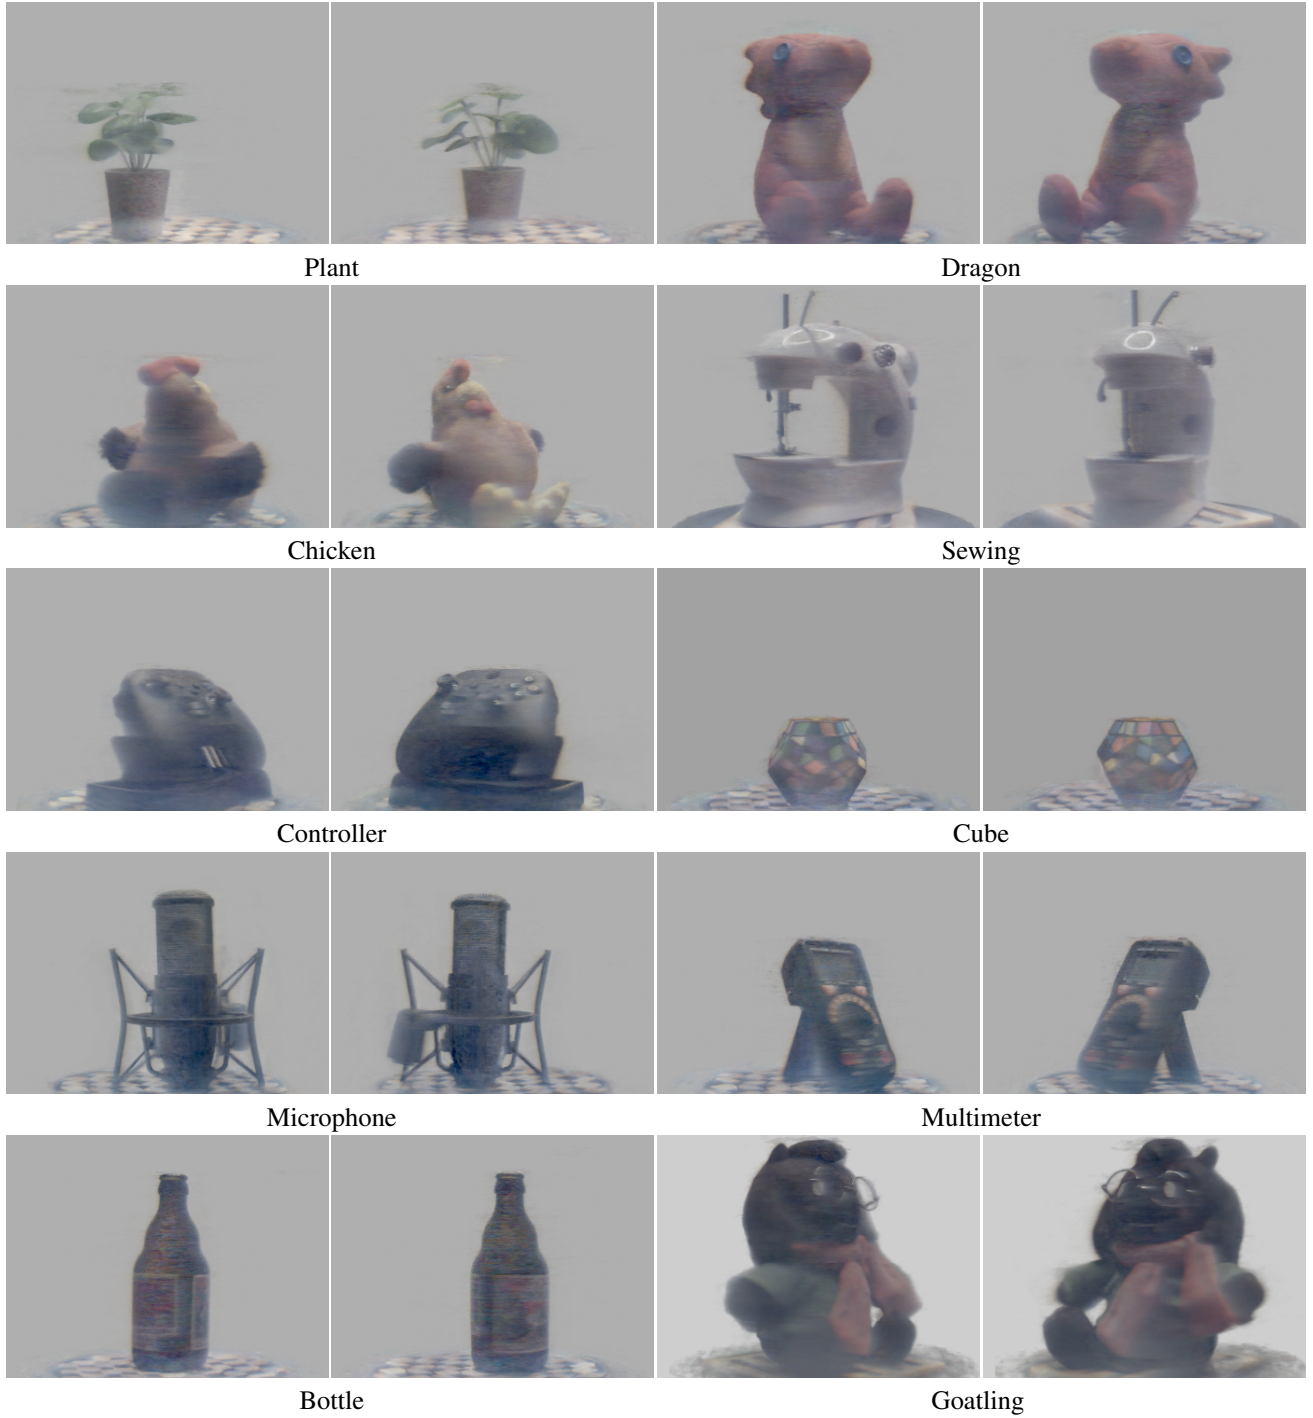 Plant
Dragon
Chicken
Sewing
Controller
Cube
Microphone
Multimeter
Bottle
Goatling